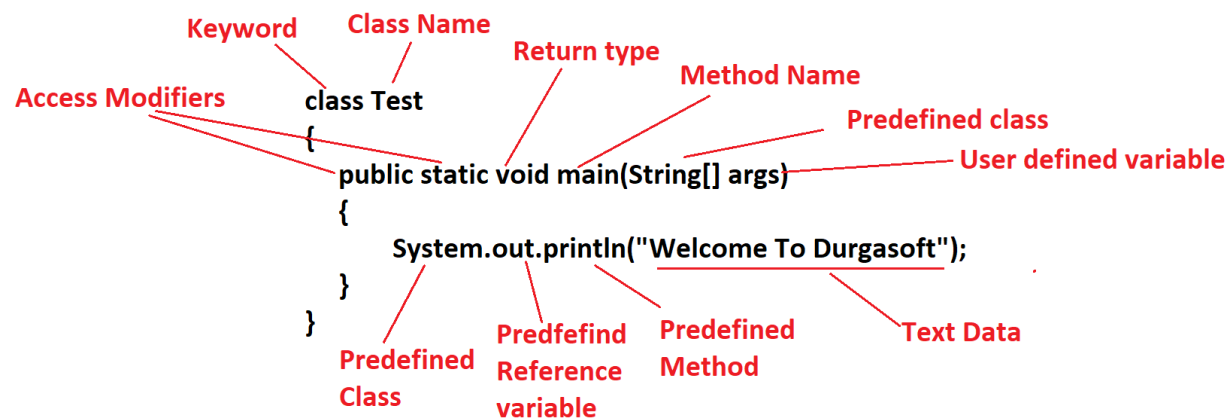 Keyword
Class Name
Return type
Method Name
Access Modifiers
class Test
{
Predefined class
User defined variable
public static void main(String[] args)
{
System.out.println("Welcome To Durgasoft");
}
}
Predefined
Class
Predfefind
Reference
variable
Predefined
Method
Text Data